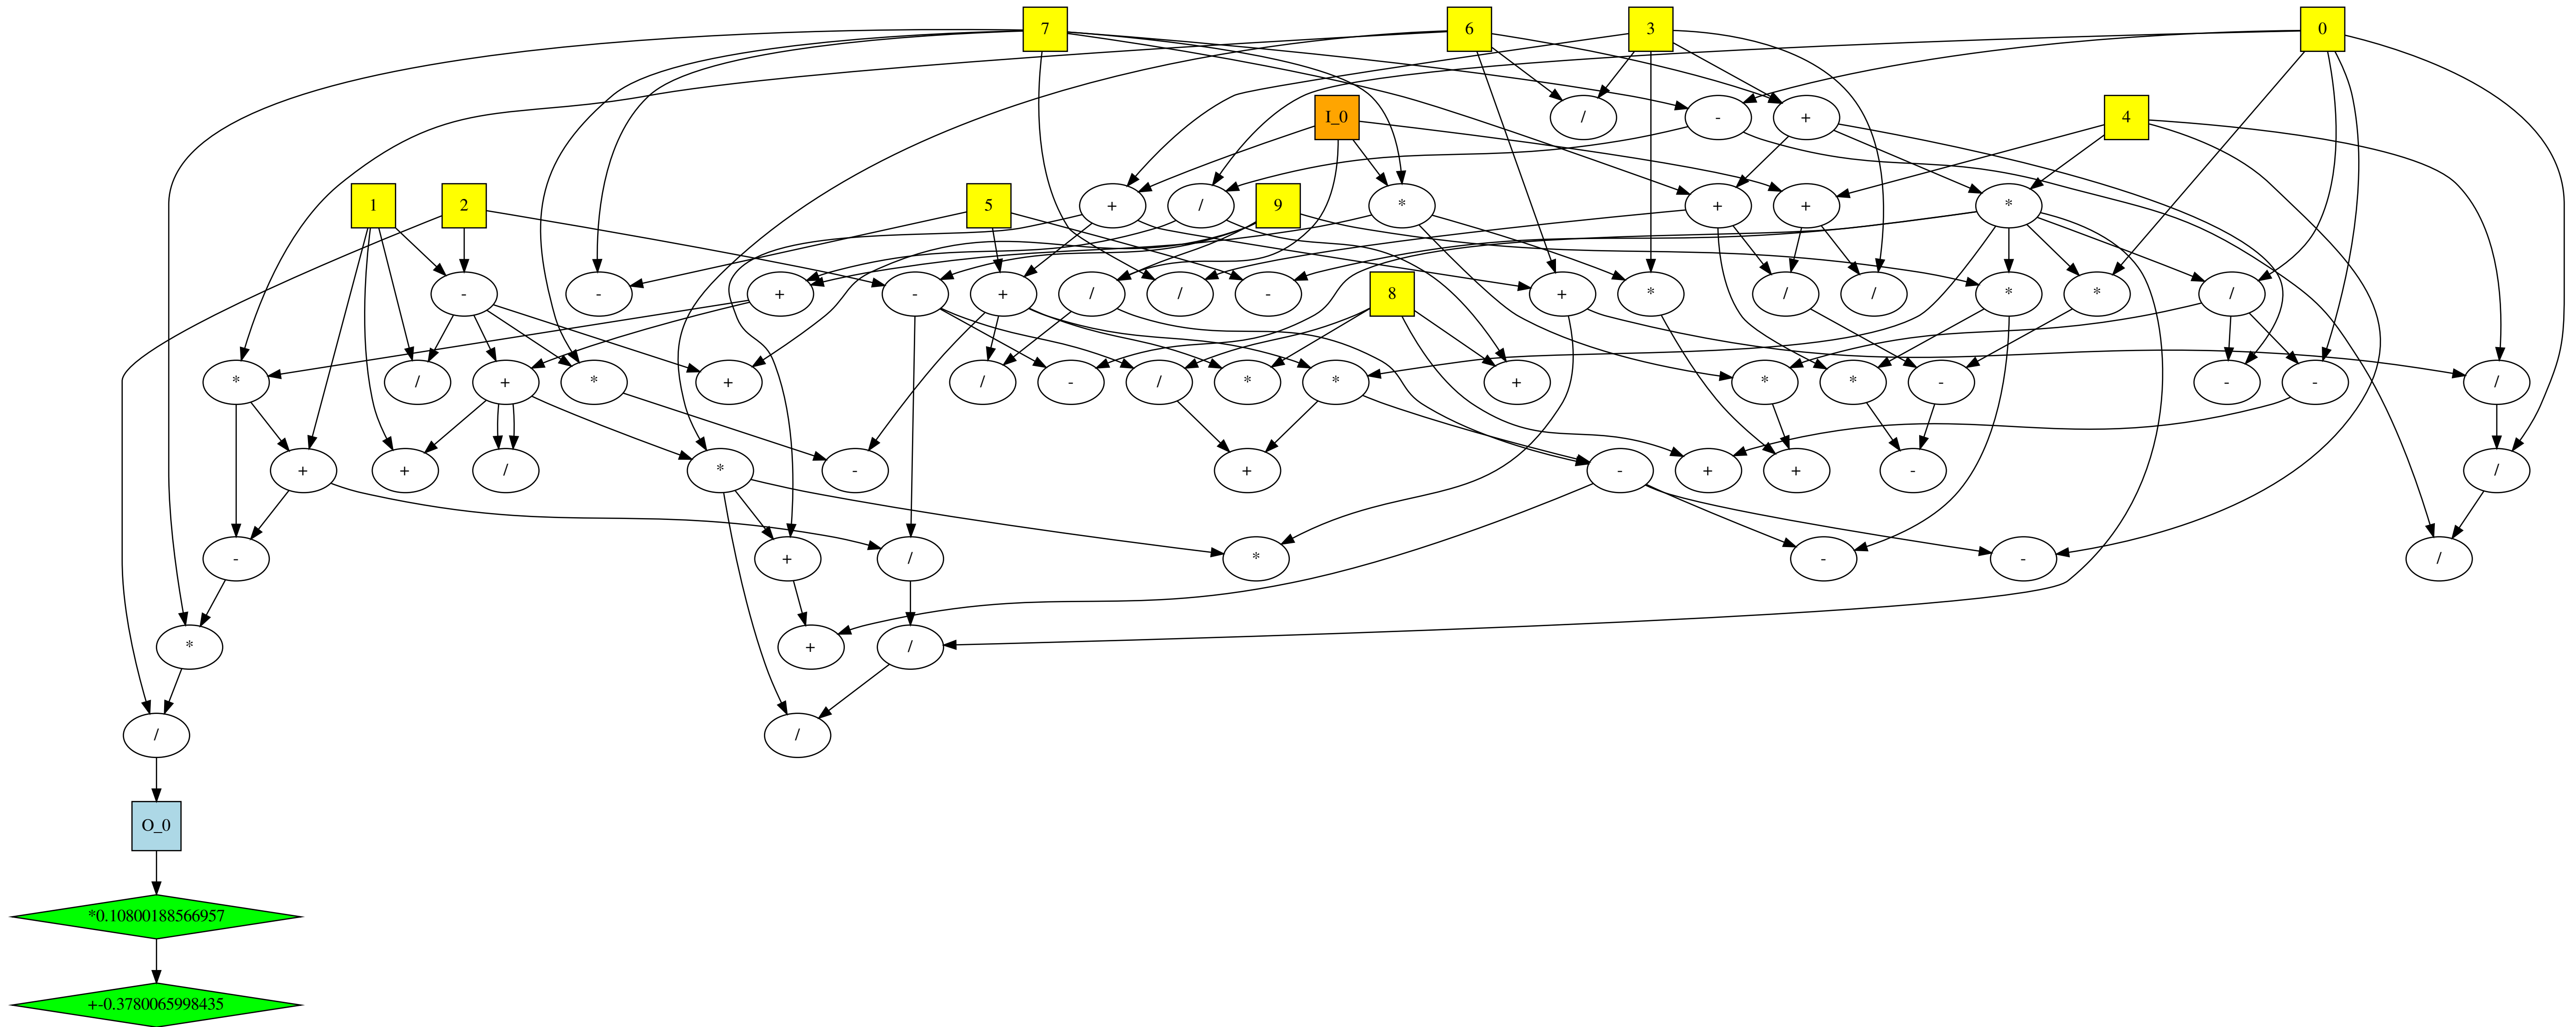 7 6 3 0
I_0 / - + 4
1 2 5 + / 9 * + + *
- - + - + / / - 8 + * / / * * /
* / + * + / - / * * + * * - - - /
+ + / * - + - + + - /
- + / * - - /
* + /
/ /
O_0
*0.10800188566957
+-0.3780065998435